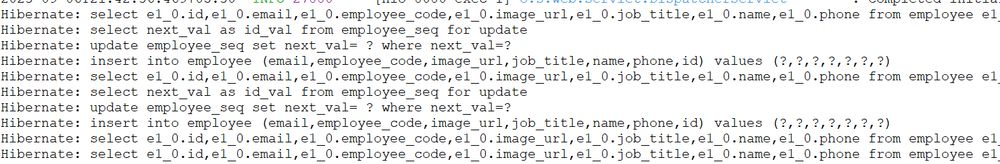 Hibernate: select e1_0.id,e1_0.email,e1_0.employee_code,e1_0.image_url,e1_0.job_title,e1_0.name,e1_0.phone from employee e1_
Hibernate: select next_val as id_val from employee_seq for update
Hibernate: update employee_seq set next_val= ? where next_val=?
Hibernate: insert into employee (email,employee_code,image_url,job_title,name,phone,id) values (?,?,?,?,?,?,?)
Hibernate: select e1_0.id,e1_0.email,e1_0.employee_code,e1_0.image_url,e1_0.job_title,e1_0.name,e1_0.phone from employee e1_
Hibernate: select next_val as id_val from employee_seq for update
Hibernate: update employee_seq set next_val= ? where next_val=?
Hibernate: insert into employee (email,employee_code,image_url,job_title,name,phone,id) values (?,?,?,?,?,?,?)
Hibernate: select e1_0.id,e1_0.email,e1_0.employee_code,e1_0.image_url,e1_0.job_title,e1_0.name,e1_0.phone from employee e1_
Hibernate: select e1_0.id,e1_0.email,e1_0.employee_code,e1_0.image_url,e1_0.job_title,e1_0.name,e1_0.phone from employee e1_